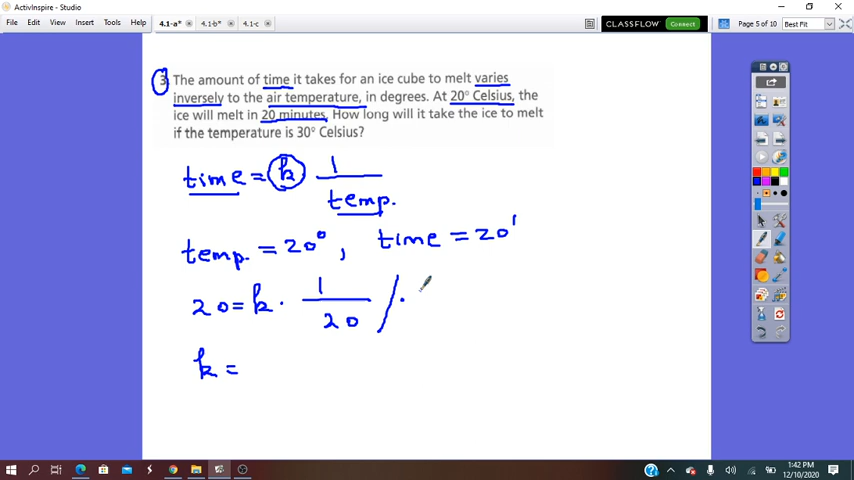 ActivInspire - Studio
File Edit View Insert Tools Help
4.1-a* 4.1-b* 4.1-c
CLASSFLOW Connect
Page 5 of 10 Best Fit
3. The amount of time it takes for an ice cube to melt varies
inversely to the air temperature, in degrees. At 20° Celsius, the
ice will melt in 20 minutes. How long will it take the ice to melt
if the temperature is 30° Celsius?
time = k 1/temp.
temp. = 20°, time = 20'
20 = k · 1/20 / ·
k =
1:42 PM
12/10/2020